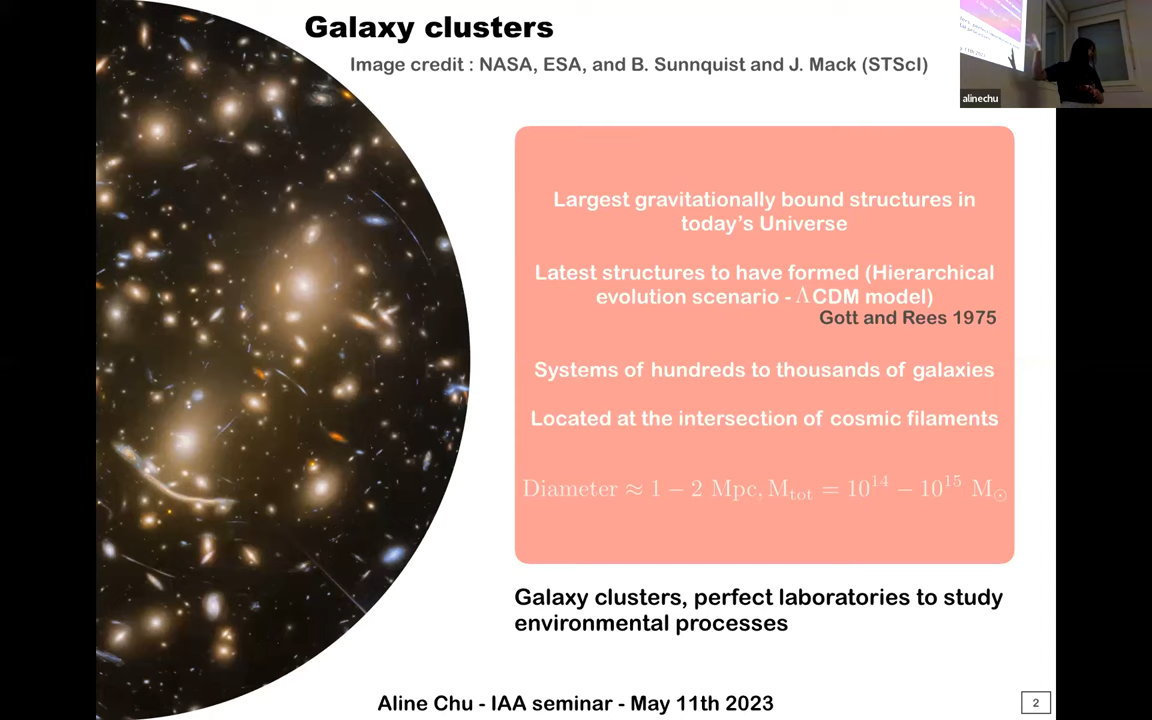 Galaxy clusters
Image credit : NASA, ESA, and B. Sunnquist and J. Mack (STScI)
alinechu
Largest gravitationally bound structures in
today’s Universe
Latest structures to have formed (Hierarchical
evolution scenario - ΛCDM model)
Gott and Rees 1975
Systems of hundreds to thousands of galaxies
Located at the intersection of cosmic filaments
Diameter ≈ 1 − 2 Mpc, M_tot = 10^14 − 10^15 M_☉
Galaxy clusters, perfect laboratories to study
environmental processes
Aline Chu - IAA seminar - May 11th 2023
2